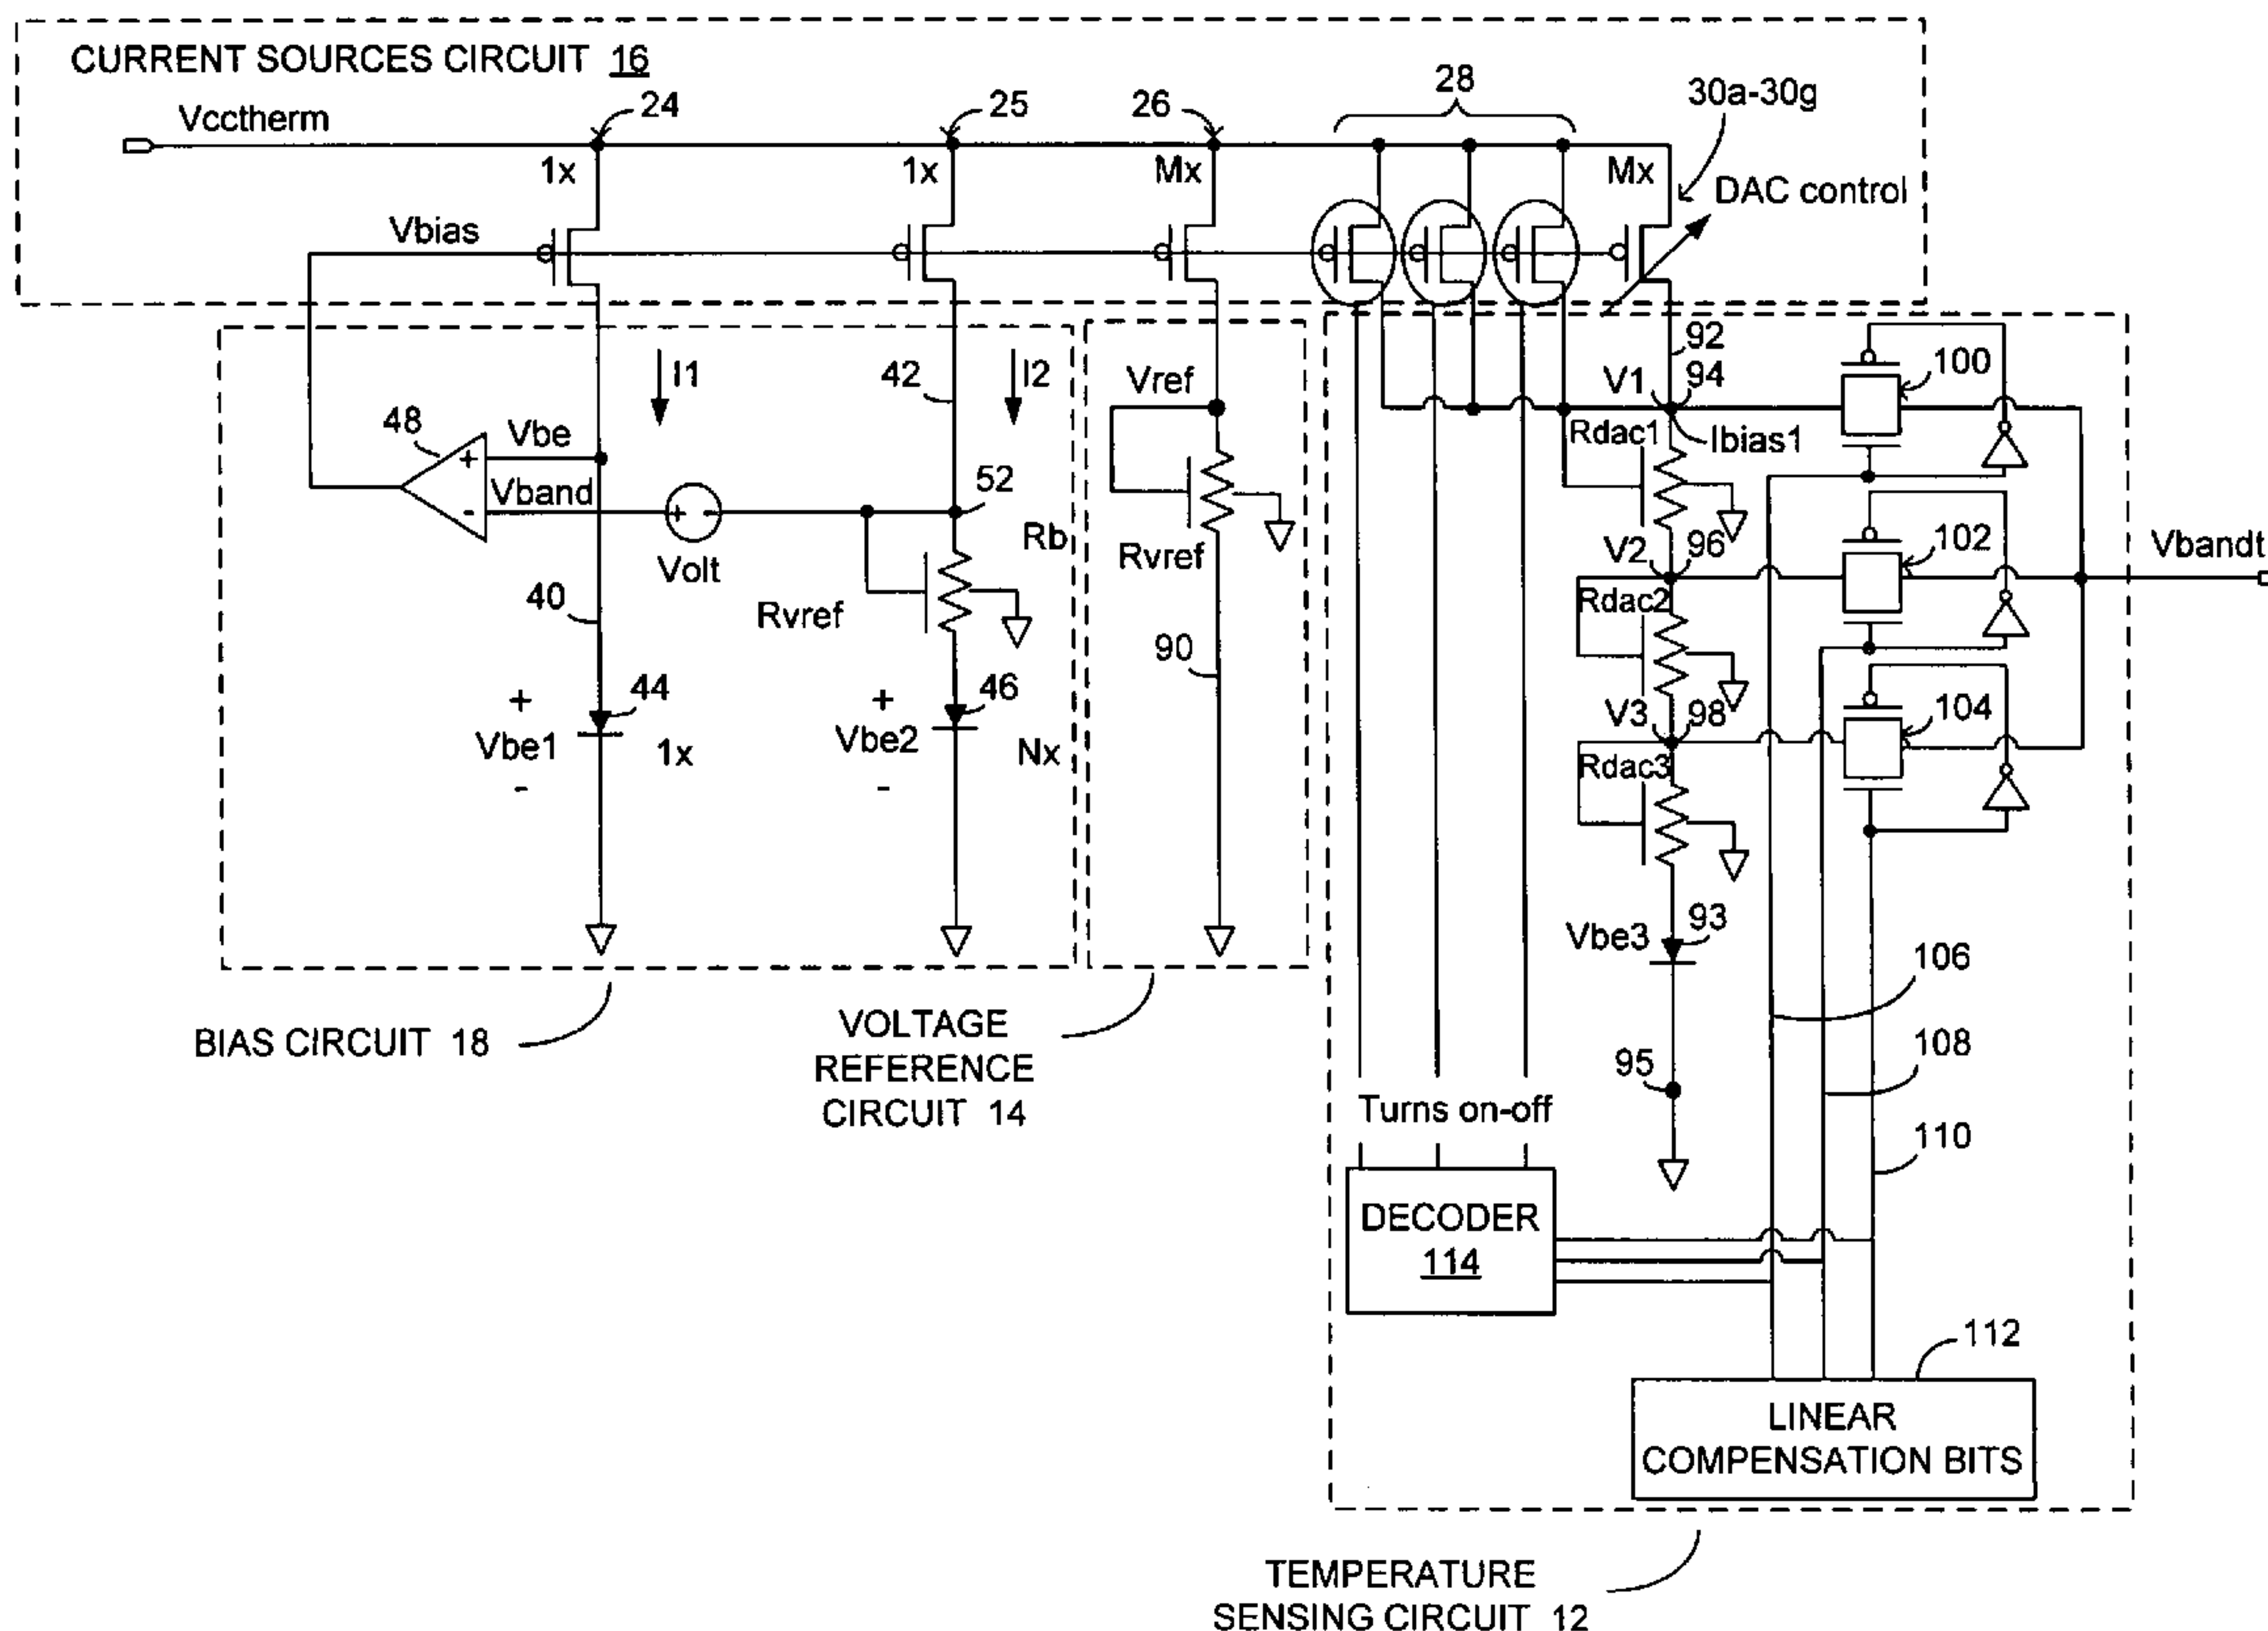 CURRENT SOURCES CIRCUIT 16
Vcctherm
24
25
26
28
30a-30g
1x
1x
Mx
Mx
DAC control
Vbias
I1
42
I2
Vref
92
V1
94
100
48
Vbe
+
Vband
-
+
-
Volt
52
Rb
Rvref
Rvref
Rdac1
Ibias1
V2
96
102
Vbandt
Rdac2
40
90
V3
98
104
Rdac3
+
Vbe1
-
44
1x
+
Vbe2
-
46
Nx
Vbe3
93
95
106
108
110
BIAS CIRCUIT 18
VOLTAGE
REFERENCE
CIRCUIT 14
Turns on-off
DECODER
114
112
LINEAR
COMPENSATION BITS
TEMPERATURE
SENSING CIRCUIT 12